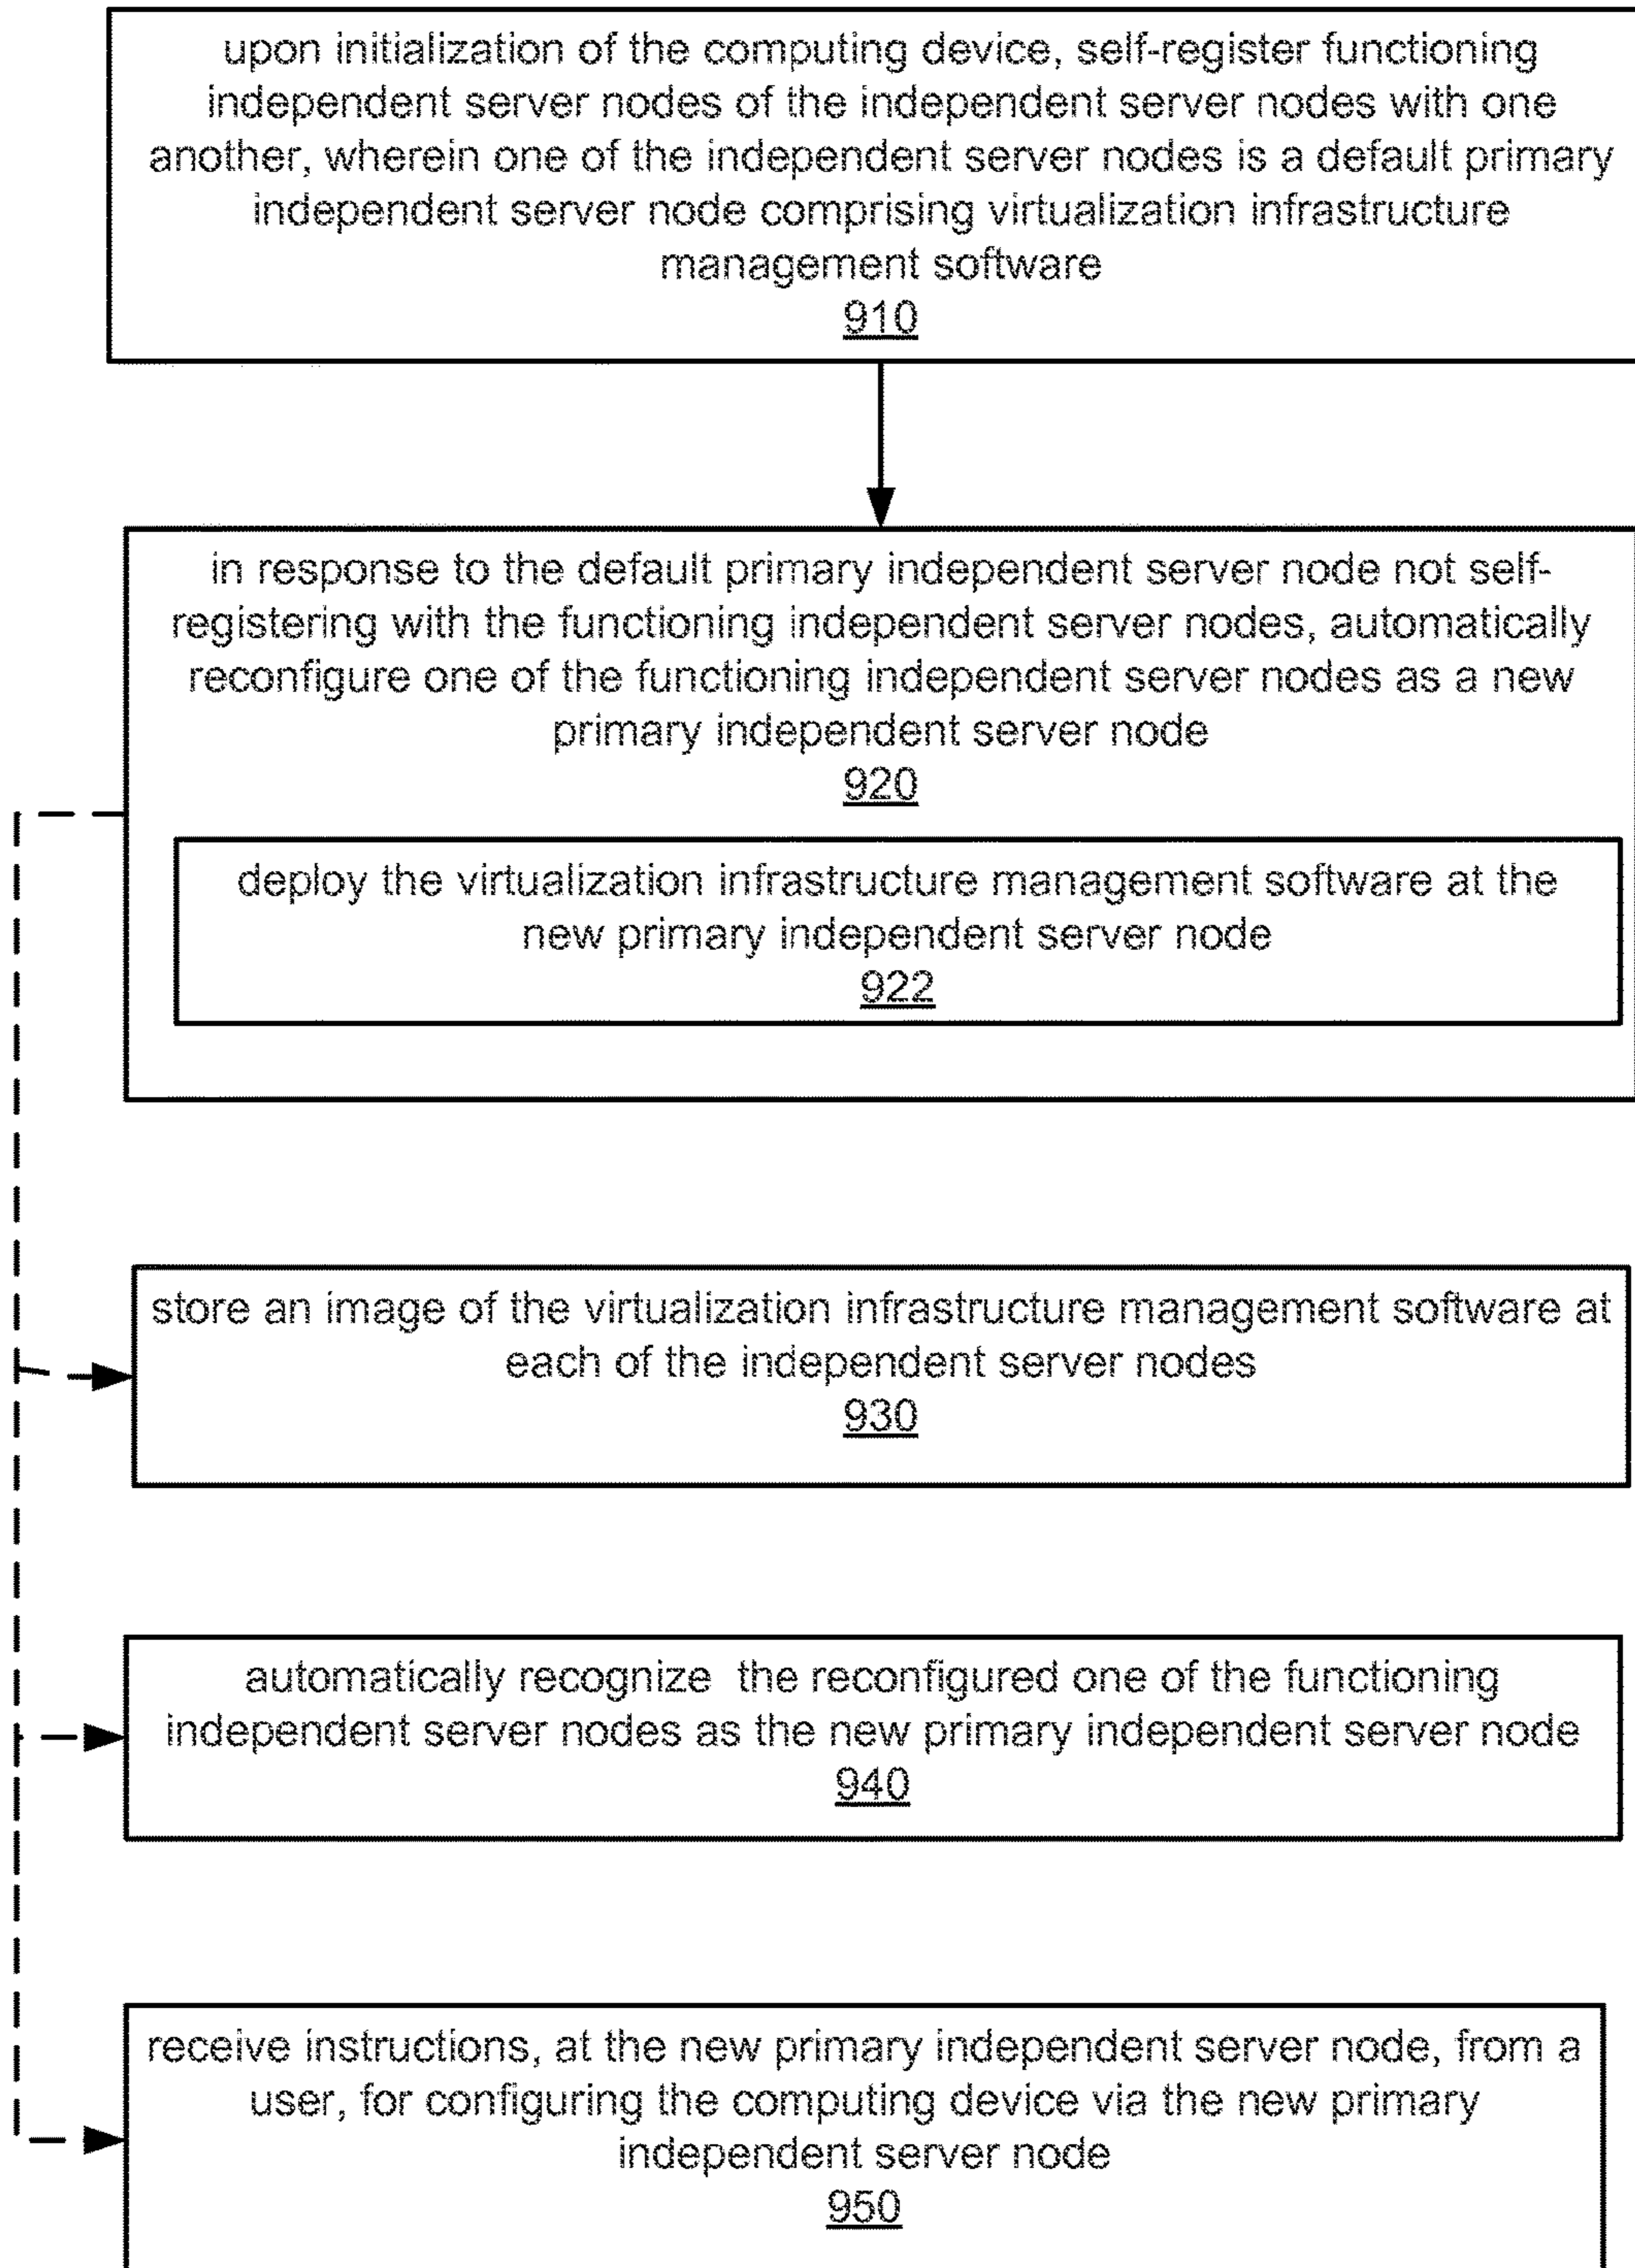 upon initialization of the computing device, self-register functioning
independent server nodes of the independent server nodes with one
another, wherein one of the independent server nodes is a default primary
independent server node comprising virtualization infrastructure
management software
910
in response to the default primary independent server node not self-
registering with the functioning independent server nodes, automatically
reconfigure one of the functioning independent server nodes as a new
primary independent server node
920
deploy the virtualization infrastructure management software at the
new primary independent server node
922
store an image of the virtualization infrastructure management software at
each of the independent server nodes
930
automatically recognize the reconfigured one of the functioning
independent server nodes as the new primary independent server node
940
receive instructions, at the new primary independent server node, from a
user, for configuring the computing device via the new primary
independent server node
950